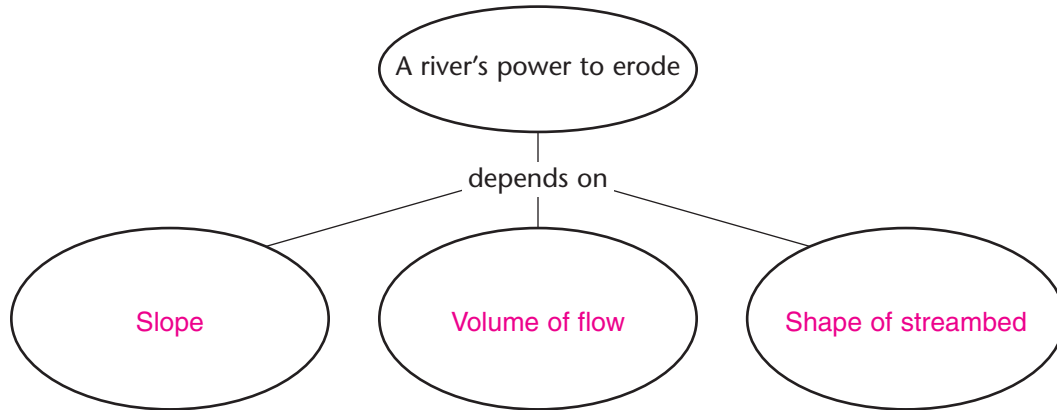 A river's power to erode
depends on
Slope
Volume of flow
Shape of streambed